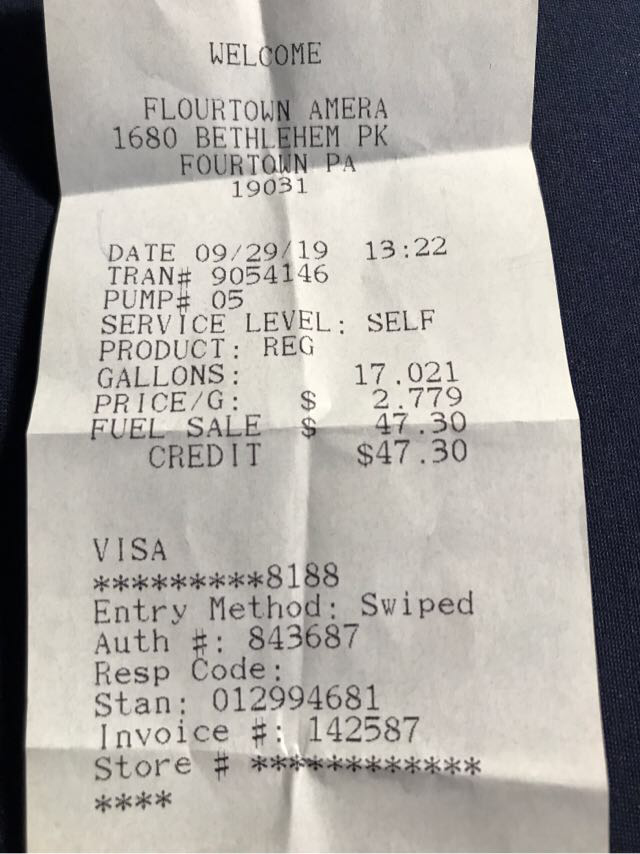 WELCOME
FLOURTOWN AMERA
1680 BETHLEHEM PK
FOURTOWN PA
19031
DATE 09/29/19 13:22
TRAN# 9054146
PUMP# 05
SERVICE LEVEL: SELF
PRODUCT: REG
GALLONS: 17.021
PRICE/G: $ 2.779
FUEL SALE $ 47.30
CREDIT $47.30
VISA
*********8188
Entry Method: Swiped
Auth #: 843687
Resp Code:
Stan: 012994681
Invoice #: 142587
Store # ************
****